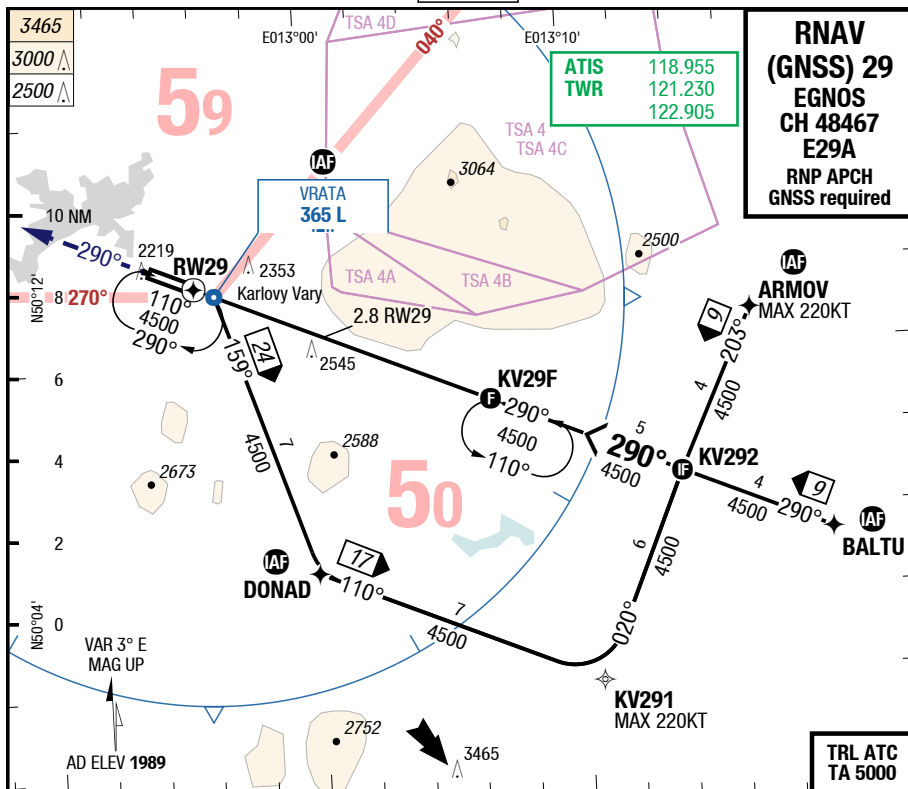 3465
3000
2500
59
TSA 4D
040°
E013°00'
E013°10'
ATIS 118.955
TWR 121.230
122.905
RNAV
(GNSS) 29
EGNOS
CH 48467
E29A
RNP APCH
GNSS required
TSA 4
TSA 4C
IAF
3064
VRATA
365 L
10 NM
290°
2219
RW29
2353
Karlovy Vary
TSA 4A
TSA 4B
2500
IAF
ARMOV
MAX 220KT
N50°12'
8
270°
110°
4500
290°
2.8 RW29
9
203°
159°
24
2545
6
KV29F
F
290°
4500
110°
4
4500
7
4500
2588
5
290°
4500
IF
KV292
4
4500
290°
9
IAF
BALTU
4
2673
50
2
IAF
DONAD
17
110°
7
4500
6
4500
020°
N50°04'
0
VAR 3° E
MAG UP
KV291
MAX 220KT
2752
3465
AD ELEV 1989
TRL ATC
TA 5000